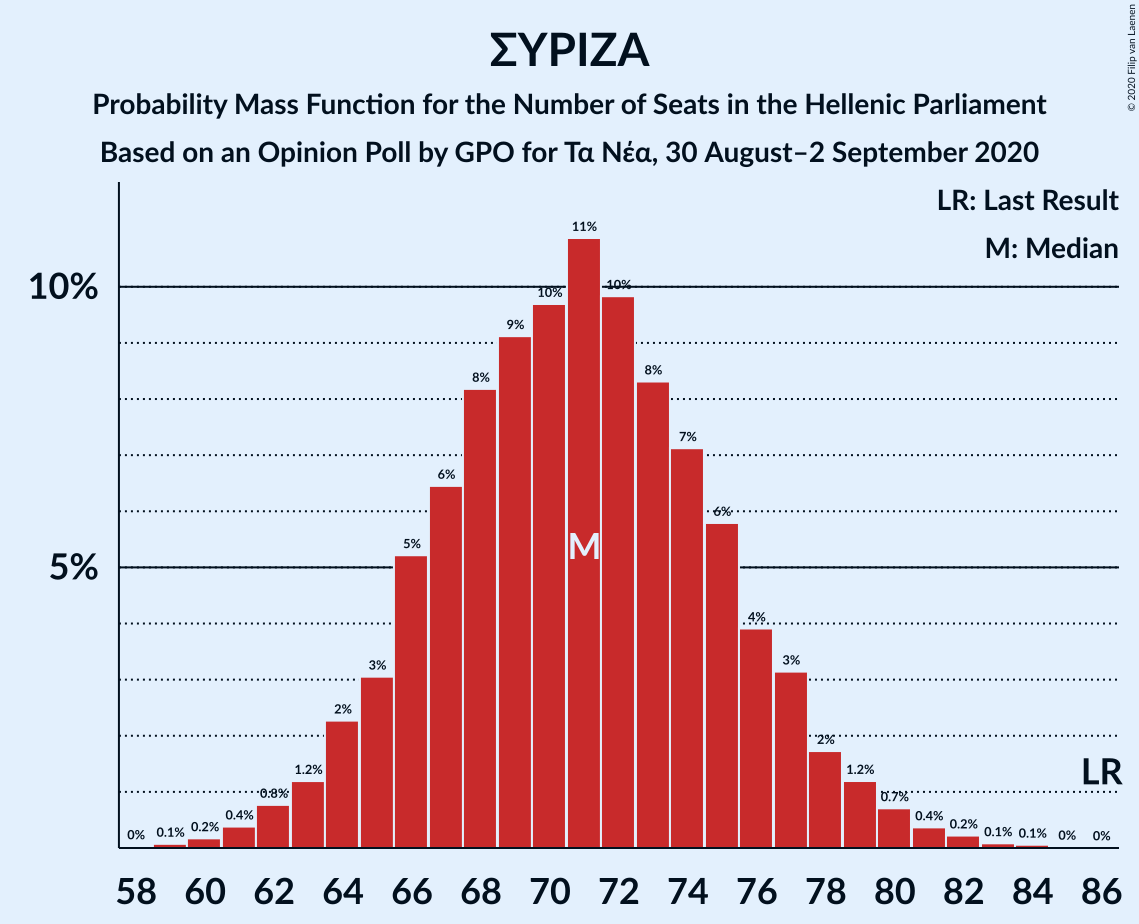 ΣΥΡΙΖΑ
Probability Mass Function for the Number of Seats in the Hellenic Parliament
Based on an Opinion Poll by GPO for Τα Νέα, 30 August–2 September 2020
© 2020 Filip van Laenen
LR: Last Result
M: Median
10%
5%
0% 0.1% 0.2% 0.4% 0.8% 1.2% 2% 3% 5% 6% 8% 9% 10% 11% 10% 8% 7% 6% 4% 3% 2% 1.2% 0.7% 0.4% 0.2% 0.1% 0.1% 0% 0%
M
LR
58 60 62 64 66 68 70 72 74 76 78 80 82 84 86